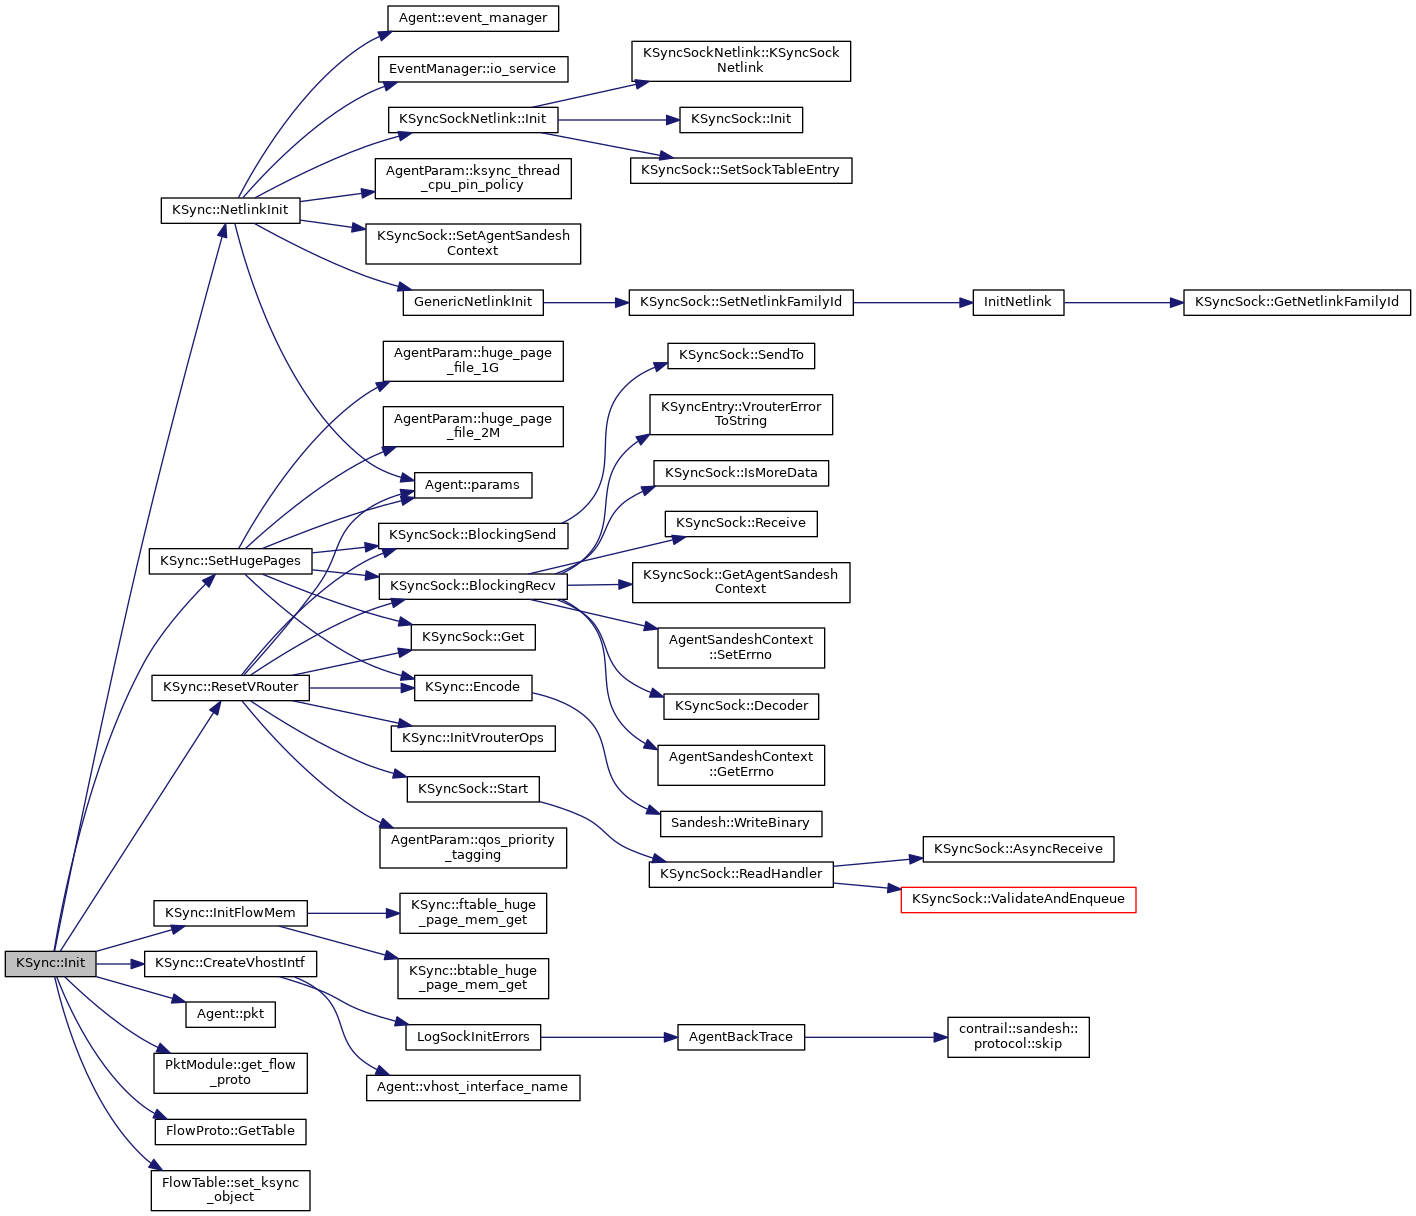 Agent::event_manager
EventManager::io_service
KSyncSockNetlink::KSyncSock
Netlink
KSyncSockNetlink::Init
KSyncSock::Init
KSyncSock::SetSockTableEntry
AgentParam::ksync_thread
_cpu_pin_policy
KSync::NetlinkInit
KSyncSock::SetAgentSandesh
Context
GenericNetlinkInit
KSyncSock::SetNetlinkFamilyId
InitNetlink
KSyncSock::GetNetlinkFamilyId
AgentParam::huge_page
_file_1G
KSyncSock::SendTo
AgentParam::huge_page
_file_2M
KSyncEntry::VrouterError
ToString
Agent::params
KSyncSock::IsMoreData
KSyncSock::BlockingSend
KSyncSock::Receive
KSync::SetHugePages
KSyncSock::BlockingRecv
KSyncSock::GetAgentSandesh
Context
KSyncSock::Get
AgentSandeshContext
::SetErrno
KSync::ResetVRouter
KSync::Encode
KSyncSock::Decoder
KSync::InitVrouterOps
AgentSandeshContext
::GetErrno
KSyncSock::Start
Sandesh::WriteBinary
AgentParam::qos_priority
_tagging
KSyncSock::ReadHandler
KSyncSock::AsyncReceive
KSyncSock::ValidateAndEnqueue
KSync::InitFlowMem
KSync::ftable_huge
_page_mem_get
KSync::Init
KSync::CreateVhostIntf
KSync::btable_huge
_page_mem_get
Agent::pkt
LogSockInitErrors
AgentBackTrace
contrail::sandesh::
protocol::skip
PktModule::get_flow
_proto
Agent::vhost_interface_name
FlowProto::GetTable
FlowTable::set_ksync
_object